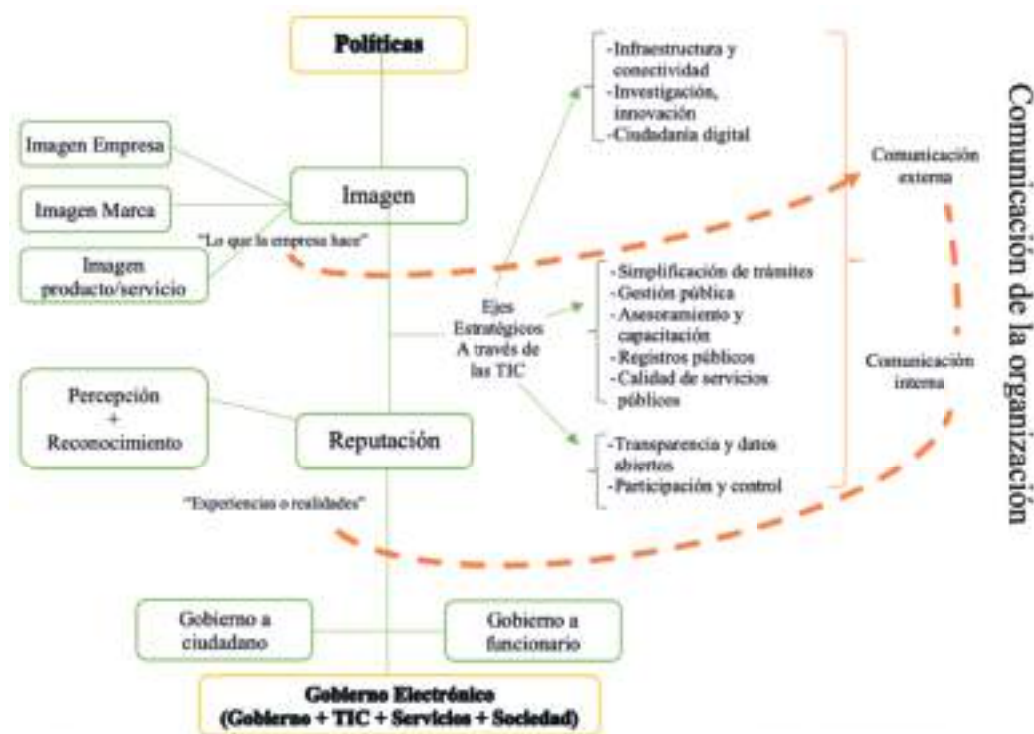 Políticas
-Infraestructura y
conectividad
-Investigación,
innovación
-Ciudadanía digital
Imagen Empresa
Imagen Marca
Imagen
producto/servicio
Imagen
"Lo que la empresa hace"
Comunicación
externa
Ejes
Estratégicos
A través de
las TIC
-Simplificación de trámites
-Gestión pública
-Asesoramiento y
capacitación
-Registros públicos
-Calidad de servicios
públicos
Comunicación
interna
Comunicación de la organización
Percepción
+
Reconocimiento
Reputación
-Transparencia y datos
abiertos
-Participación y control
"Experiencias o realidades"
Gobierno a
ciudadano
Gobierno a
funcionario
Gobierno Electrónico
(Gobierno + TIC + Servicios + Sociedad)